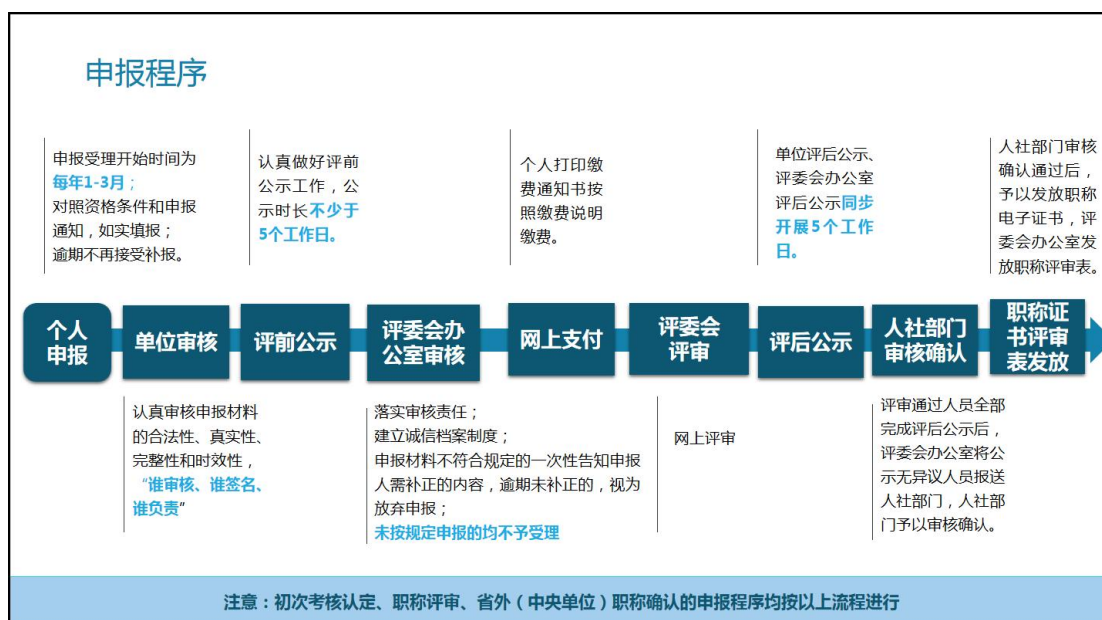 申报程序
申报受理开始时间为
每年1-3月；
对照资格条件和申报
通知，如实填报；
逾期不再接受补报。
认真做好评前
公示工作，公
示时长不少于
5个工作日。
个人打印缴
费通知书按
照缴费说明
缴费。
单位评后公示、
评委会办公室
评后公示同步
开展5个工作
日。
人社部门审核
确认通过后，
予以发放职称
电子证书，评
委会办公室发
放职称评审表。
个人
申报
单位审核
评前公示
评委会办
公室审核
网上支付
评委会
评审
评后公示
人社部门
审核确认
职称证
书评审
表发放
认真审核申报材料
的合法性、真实性、
完整性和时效性，
“谁审核、谁签名、
谁负责”
落实审核责任；
建立诚信档案制度；
申报材料不符合规定的一次性告知申报
人需补正的内容，逾期未补正的，视为
放弃申报；
未按规定申报的均不予受理
网上评审
评审通过人员全部
完成评后公示后，
评委会办公室将公
示无异议人员报送
人社部门，人社部
门予以审核确认。
注意：初次考核认定、职称评审、省外（中央单位）职称确认的申报程序均按以上流程进行